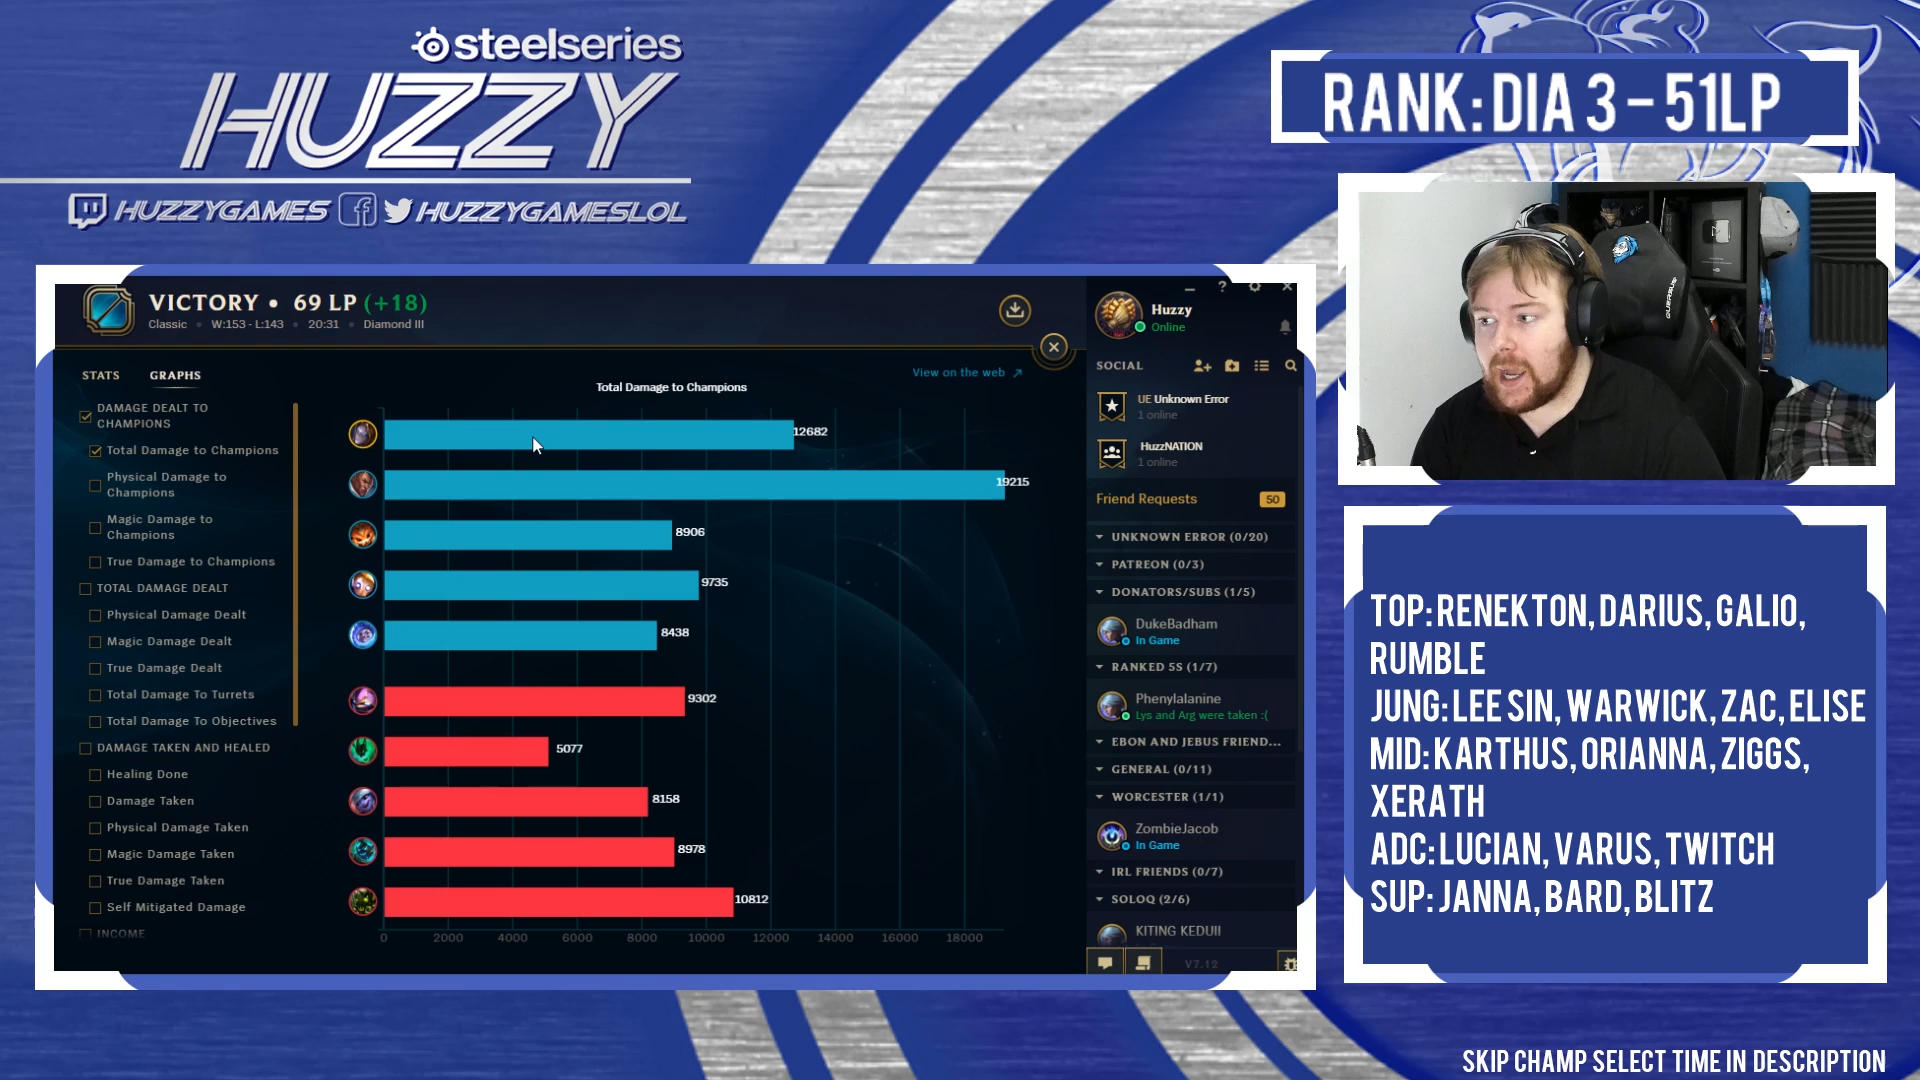 steelseries
HUZZY
HUZZYGAMES HUZZYGAMESLOL
RANK: DIA 3 – 51LP
VICTORY • 69 LP (+18)
Classic • W:153 - L:143 • 20:31 • Diamond III
STATS GRAPHS
View on the web
Total Damage to Champions
DAMAGE DEALT TO
CHAMPIONS
Total Damage to Champions
Physical Damage to
Champions
Magic Damage to
Champions
True Damage to Champions
TOTAL DAMAGE DEALT
Physical Damage Dealt
Magic Damage Dealt
True Damage Dealt
Total Damage To Turrets
Total Damage To Objectives
DAMAGE TAKEN AND HEALED
Healing Done
Damage Taken
Physical Damage Taken
Magic Damage Taken
True Damage Taken
Self Mitigated Damage
INCOME
12682
19215
8906
9735
8438
9302
5077
8158
8978
10812
0 2000 4000 6000 8000 10000 12000 14000 16000 18000
?
Huzzy
Online
SOCIAL
UE Unknown Error
1 online
HuzzNATION
1 online
Friend Requests 50
UNKNOWN ERROR (0/20)
PATREON (0/3)
DONATORS/SUBS (1/5)
DukeBadham
In Game
RANKED 5S (1/7)
Phenylalanine
Lys and Arg were taken :(
EBON AND JEBUS FRIEND...
GENERAL (0/11)
WORCESTER (1/1)
ZombieJacob
In Game
IRL FRIENDS (0/7)
SOLOQ (2/6)
KITING KEDUII
V7.12
TOP: RENEKTON, DARIUS, GALIO,
RUMBLE
JUNG: LEE SIN, WARWICK, ZAC, ELISE
MID: KARTHUS, ORIANNA, ZIGGS,
XERATH
ADC: LUCIAN, VARUS, TWITCH
SUP: JANNA, BARD, BLITZ
SKIP CHAMP SELECT TIME IN DESCRIPTION